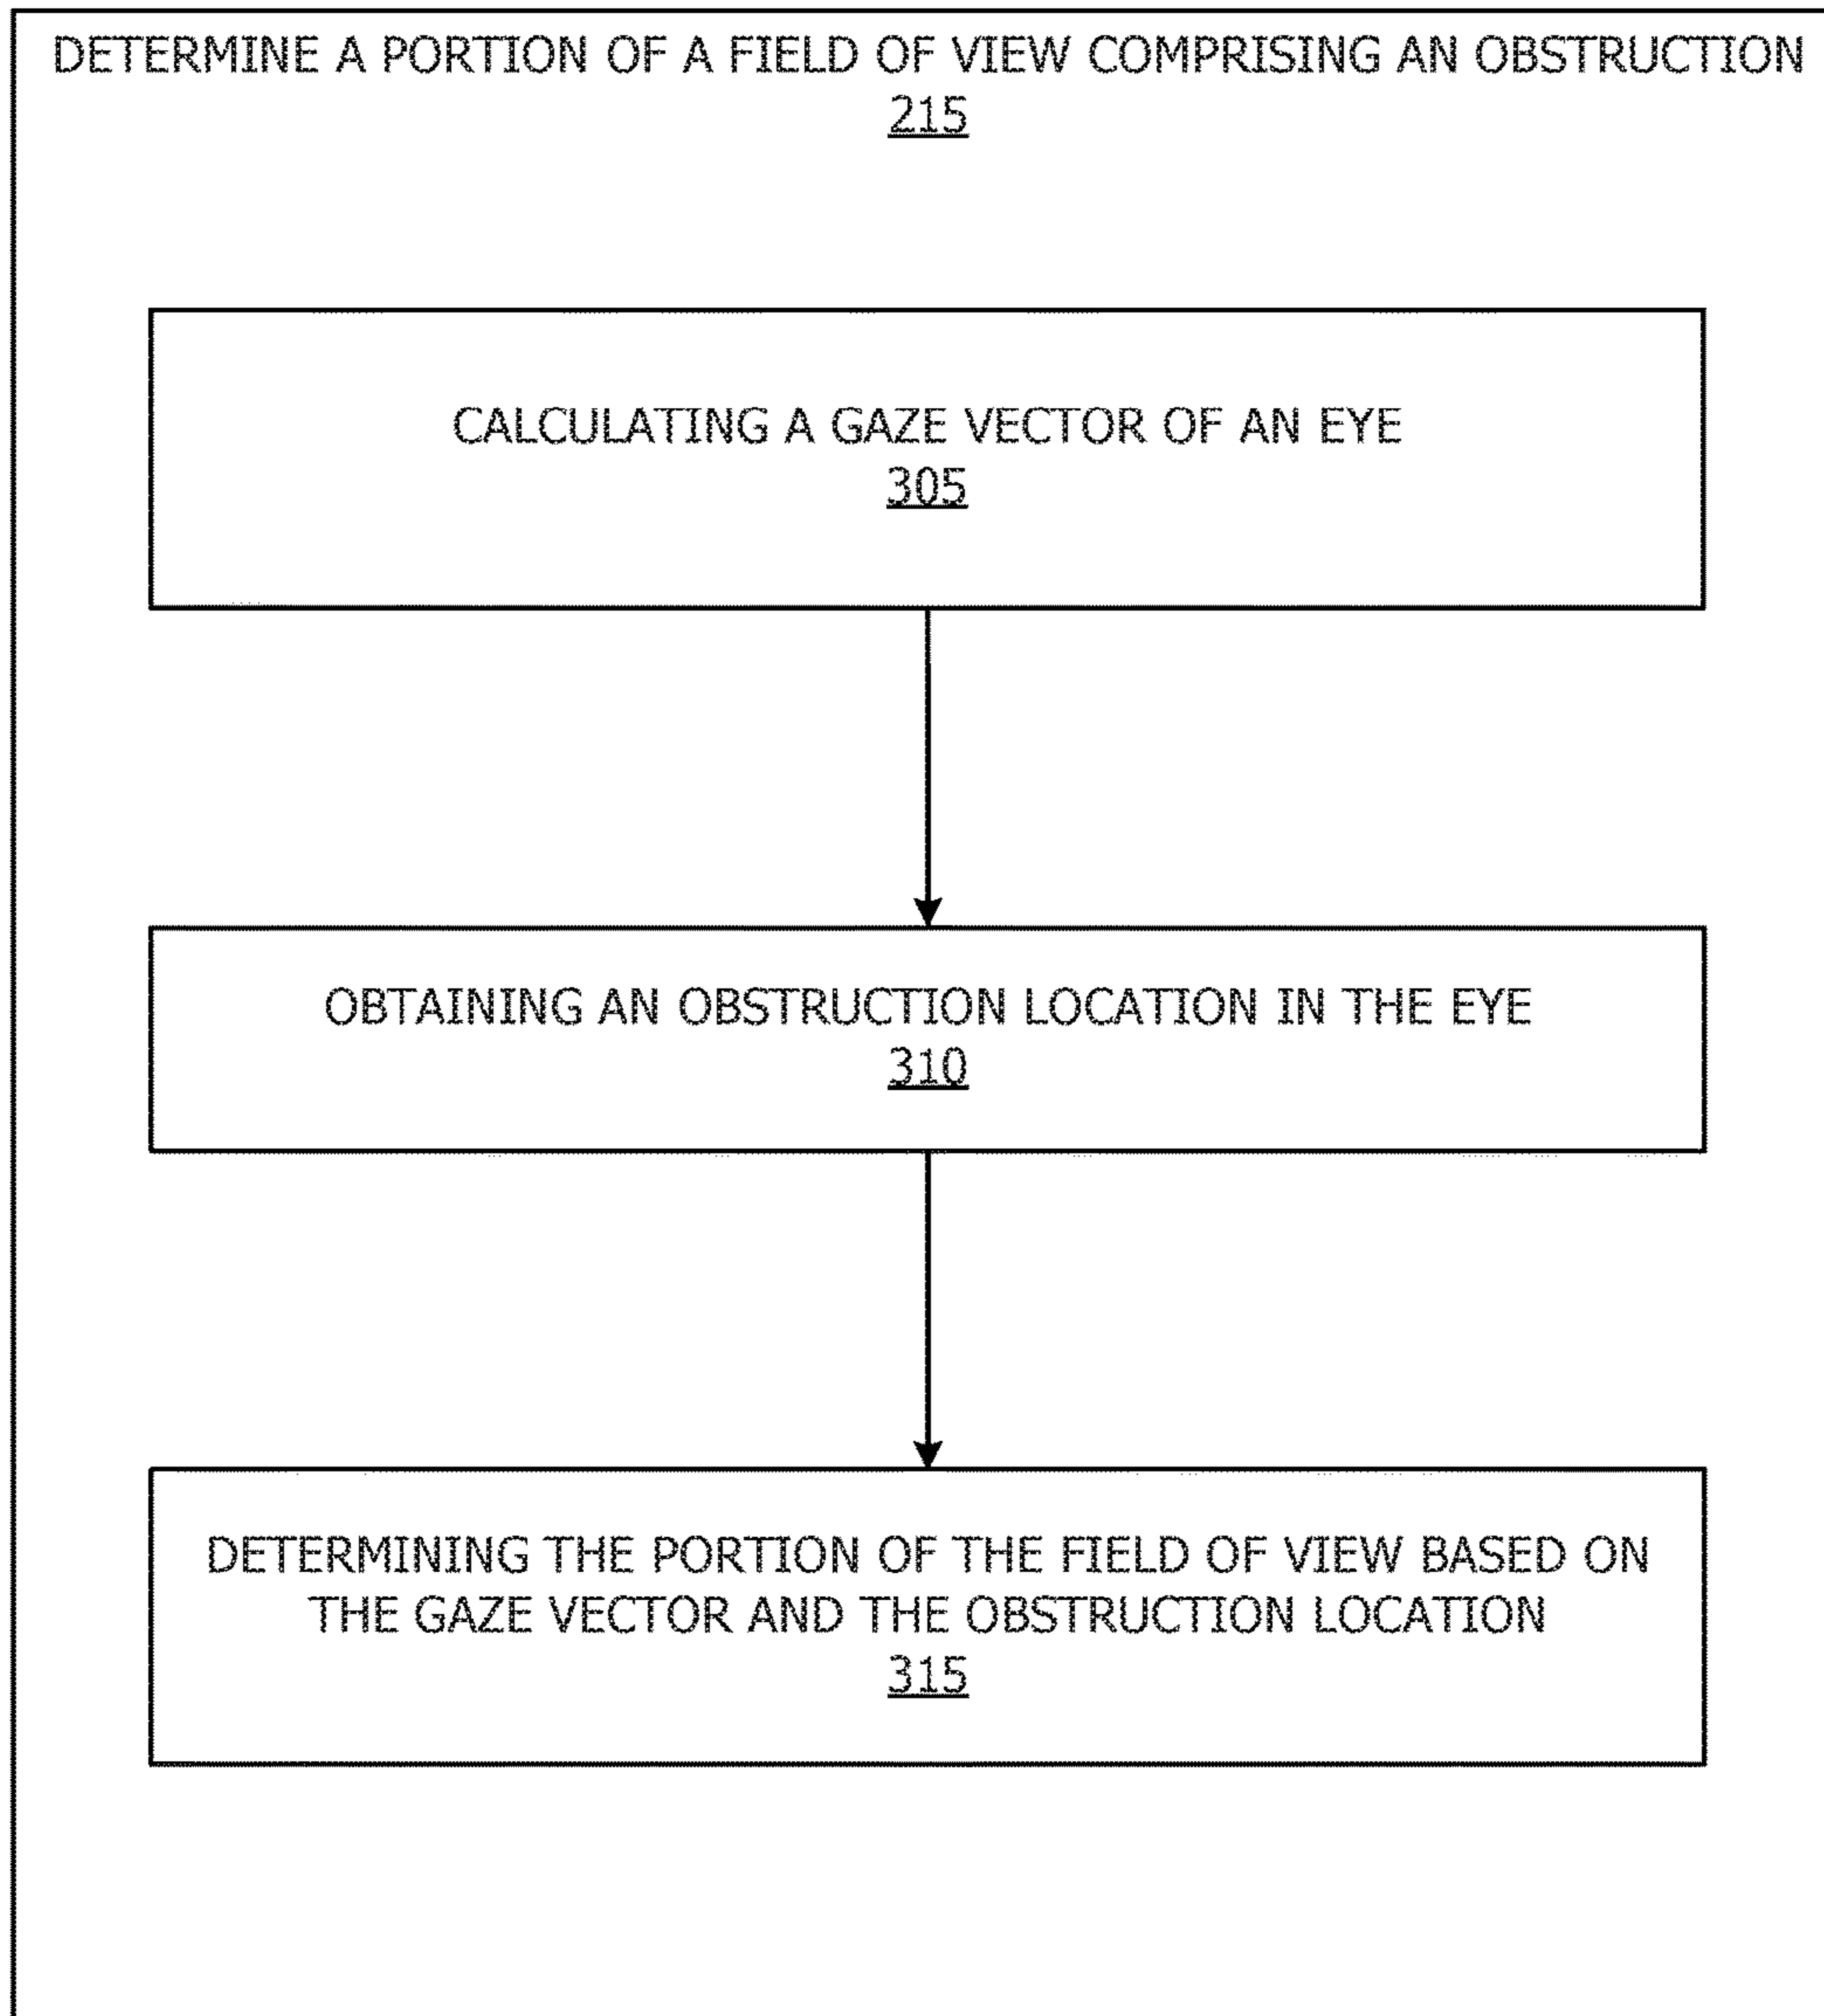 DETERMINE A PORTION OF A FIELD OF VIEW COMPRISING AN OBSTRUCTION
215
CALCULATING A GAZE VECTOR OF AN EYE
305
OBTAINING AN OBSTRUCTION LOCATION IN THE EYE
310
DETERMINING THE PORTION OF THE FIELD OF VIEW BASED ON
THE GAZE VECTOR AND THE OBSTRUCTION LOCATION
315